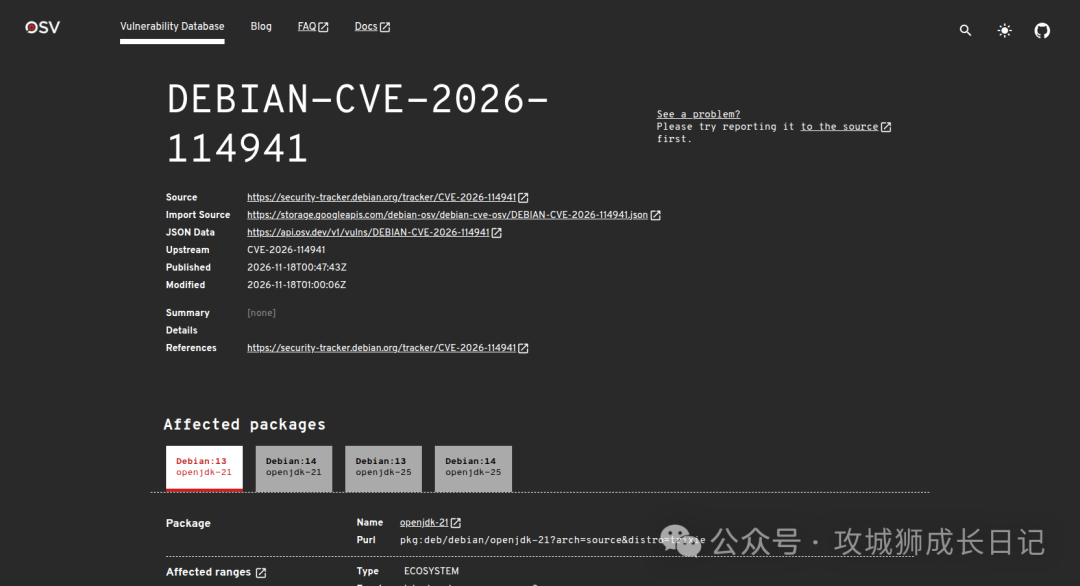 OSV
Vulnerability Database Blog FAQ Docs
DEBIAN-CVE-2026-
114941
See a problem?
Please try reporting it to the source
first.
Source https://security-tracker.debian.org/tracker/CVE-2026-114941
Import Source https://storage.googleapis.com/debian-osv/debian-cve-osv/DEBIAN-CVE-2026-114941.json
JSON Data https://api.osv.dev/v1/vulns/DEBIAN-CVE-2026-114941
Upstream CVE-2026-114941
Published 2026-11-18T00:47:43Z
Modified 2026-11-18T01:00:06Z
Summary [none]
Details
References https://security-tracker.debian.org/tracker/CVE-2026-114941
Affected packages
Debian:13 Debian:14 Debian:13 Debian:14
openjdk-21 openjdk-21 openjdk-25 openjdk-25
Package Name openjdk-21
Purl pkg:deb/debian/openjdk-21?arch=source&distro=trixie
公众号 · 攻城狮成长日记
Affected ranges Type ECOSYSTEM